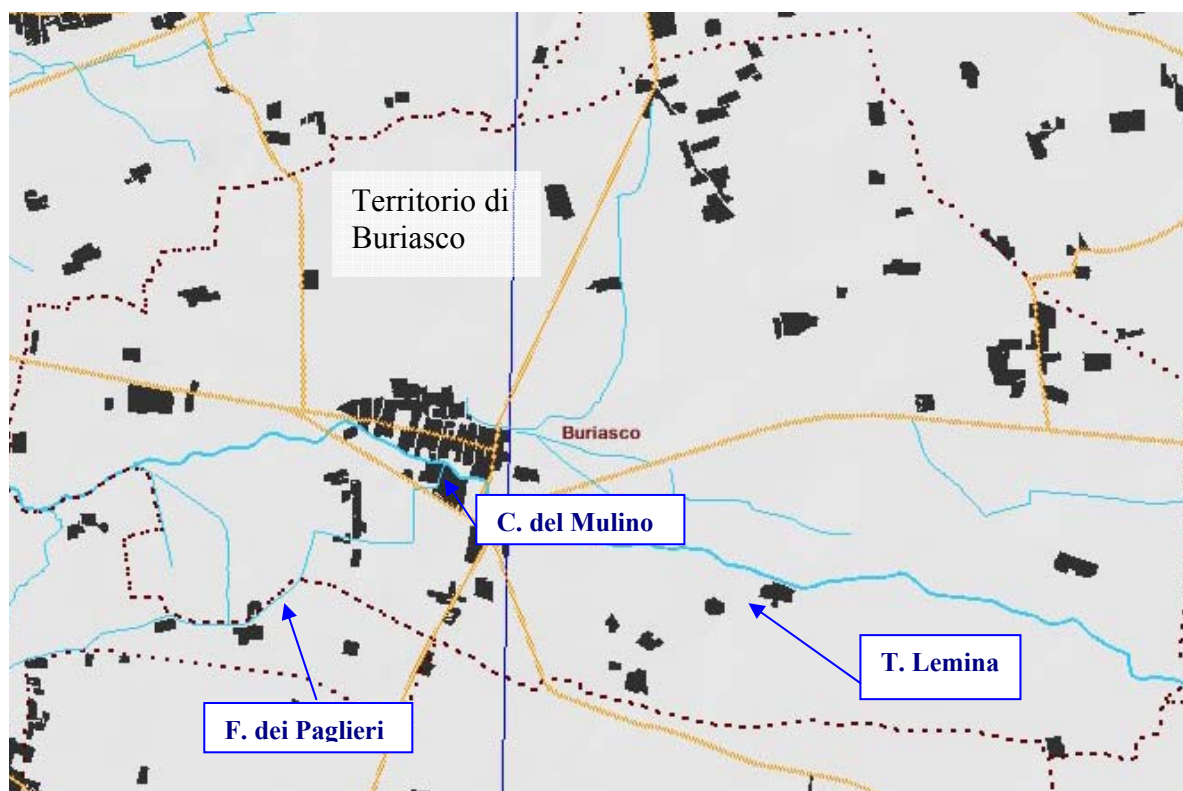 Territorio di
Buriasco
Buriasco
C. del Mulino
T. Lemina
F. dei Paglieri